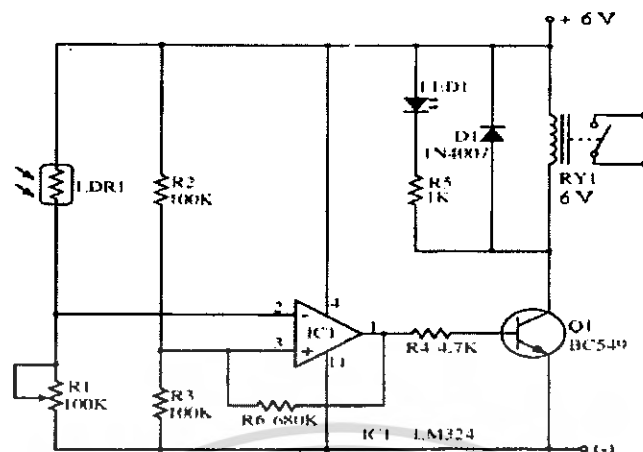 + 6 V
LED1
D1
1N4007
LDR1
R2
100K
R5
1K
RY1
6 V
2
4
-
IC1
1
3
+
11
R4 4.7K
Q1
BC549
R1
100K
R3
100K
R6 680K
IC1 LM324
(-)